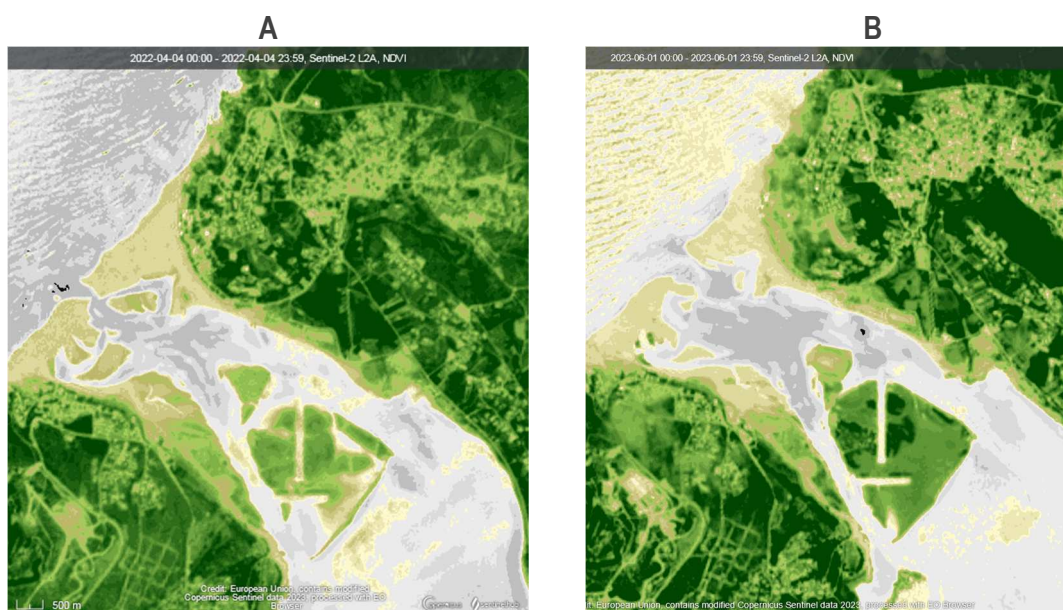 A
B
2022-04-04 00:00 - 2022-04-04 23:59, Sentinel-2 L2A, NDVI
2023-06-01 00:00 - 2023-06-01 23:59, Sentinel-2 L2A, NDVI
500 m
Credit: European Union, contains modified
Copernicus Sentinel data 2023, processed with EO
Browser
it: European Union, contains modified Copernicus Sentinel data 2023, processed with EO Browser